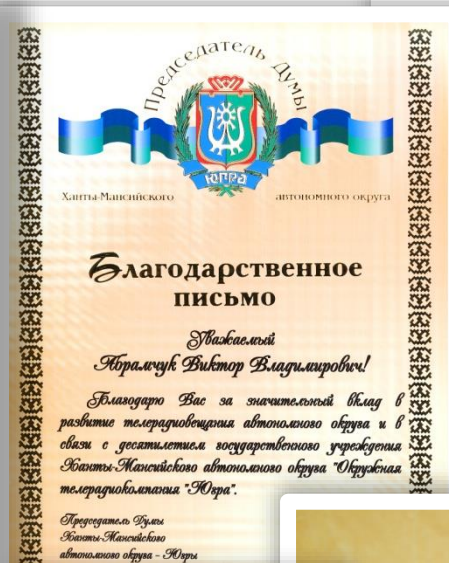 Председатель Думы
ЮГРА
Ханты-Мансийского автономного округа
Благодарственное
письмо
Уважаемый
Абрамчук Виктор Владимирович!
Благодарю Вас за значительный вклад в
развитие телерадиовещания автономного округа и в
связи с десятилетием государственного учреждения
Ханты-Мансийского автономного округа "Окружная
телерадиокомпания "Югра".
Председатель Думы
Ханты-Мансийского
автономного округа - Югры